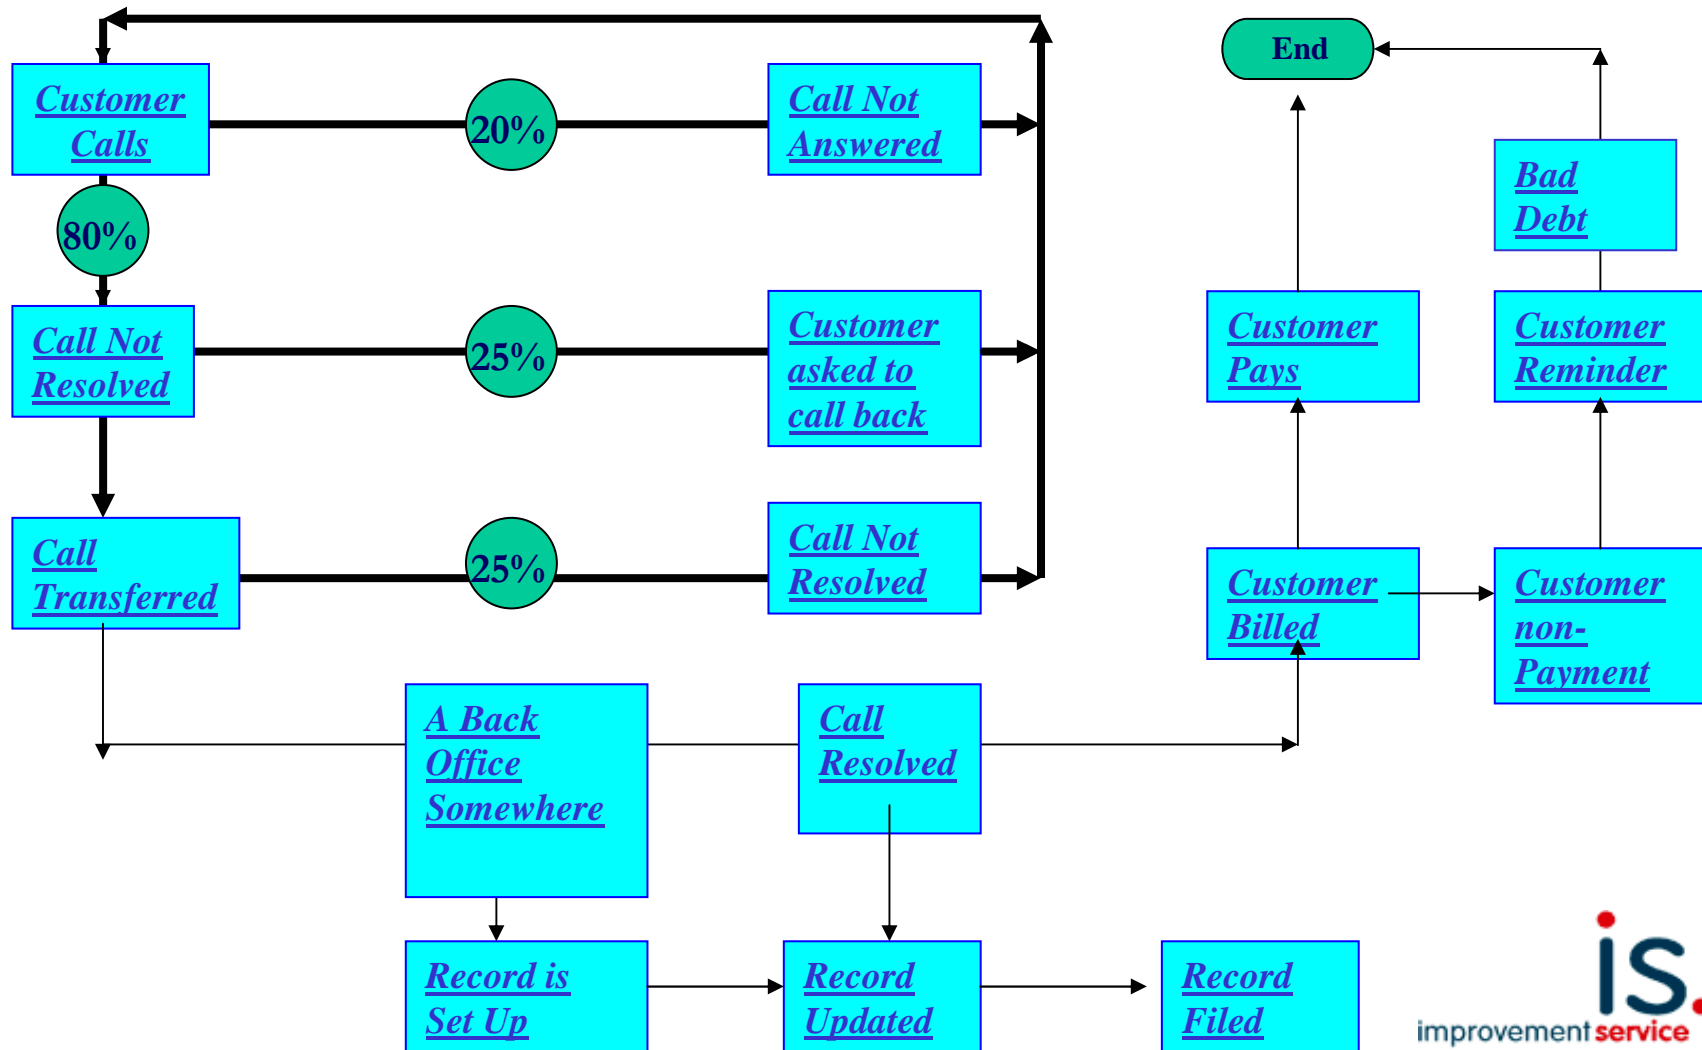 Customer
Calls
20%
Call Not
Answered
End
Bad
Debt
80%
Call Not
Resolved
25%
Customer
asked to
call back
Customer
Pays
Customer
Reminder
Call
Transferred
25%
Call Not
Resolved
Customer
Billed
Customer
non-
Payment
A Back
Office
Somewhere
Call
Resolved
Record is
Set Up
Record
Updated
Record
Filed
is.
improvement service